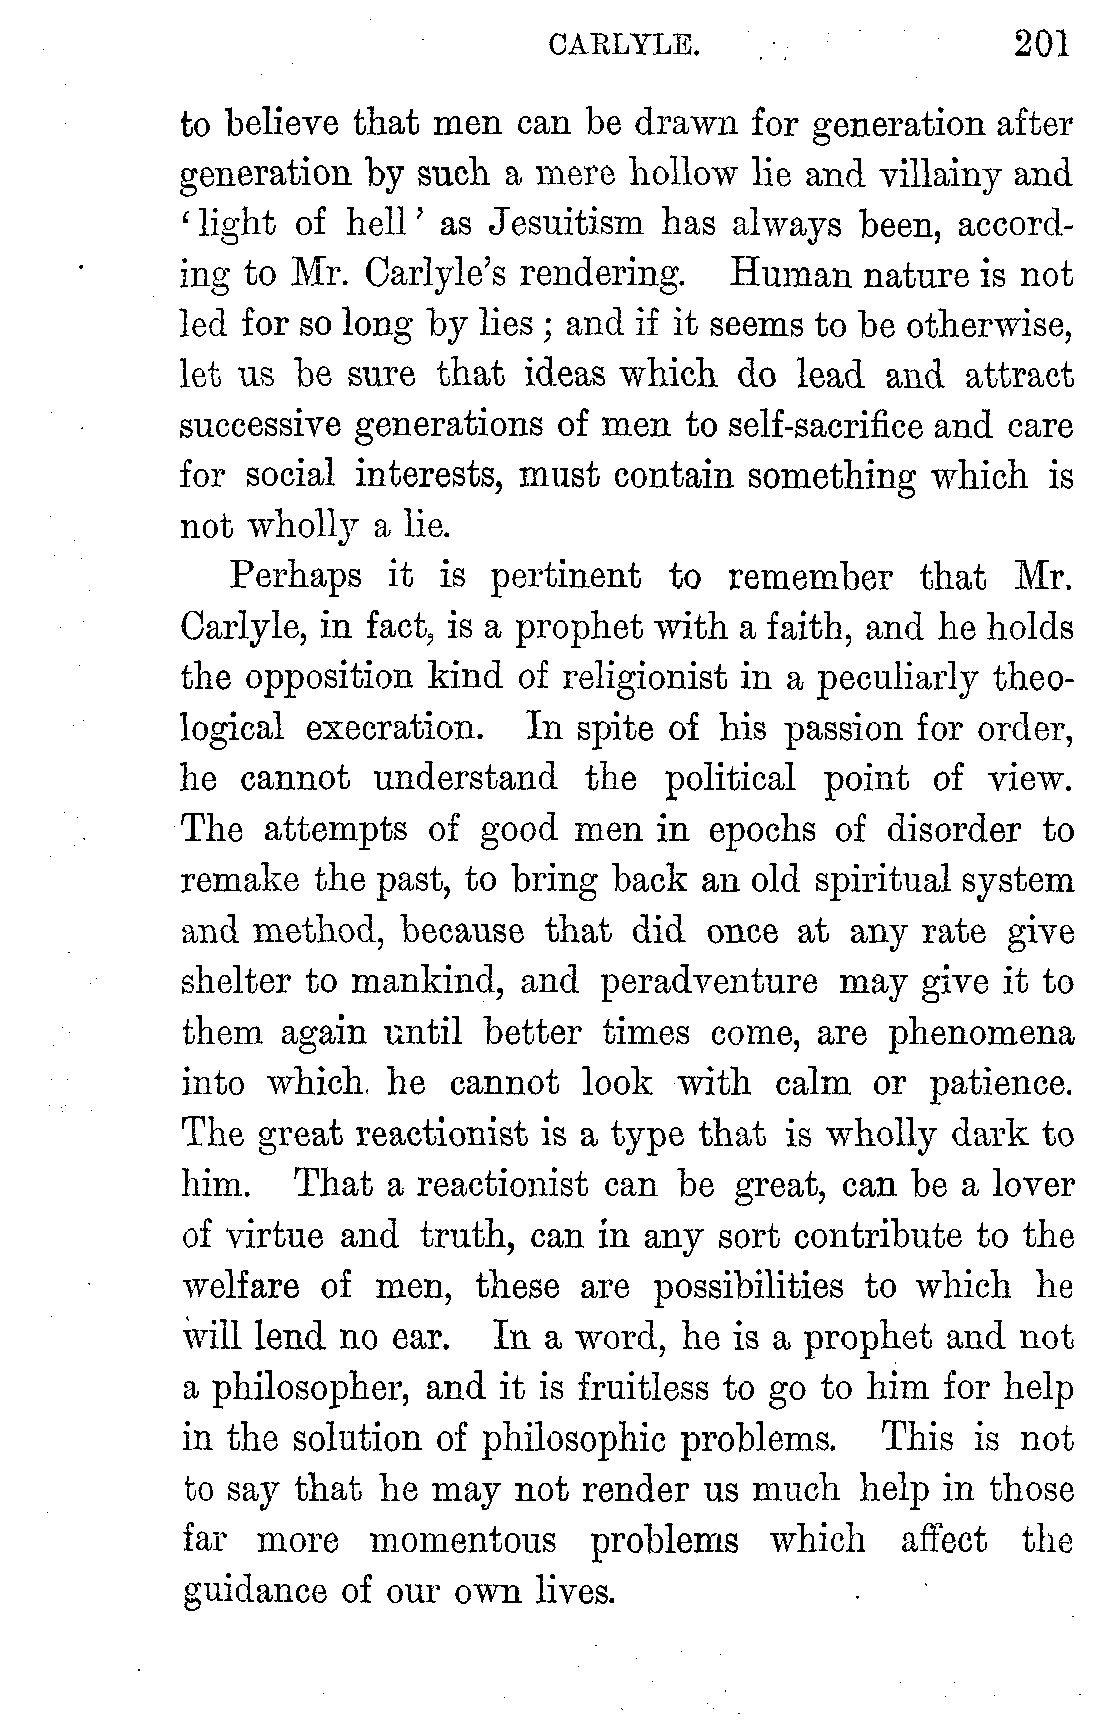 CARLYLE. 201
to believe that men can be drawn for generation after
generation by such a mere hollow lie and villainy and
‘light of hell’ as Jesuitism has always been, accord-
ing to Mr. Carlyle’s rendering. Human nature is not
led for so long by lies ; and if it seems to be otherwise,
let us be sure that ideas which do lead and attract
successive generations of men to self-sacrifice and care
for social interests, must contain something which is
not wholly a lie.
Perhaps it is pertinent to remember that Mr.
Carlyle, in fact, is a prophet with a faith, and he holds
the opposition kind of religionist in a peculiarly theo-
logical execration. In spite of his passion for order,
he cannot understand the political point of view.
The attempts of good men in epochs of disorder to
remake the past, to bring back an old spiritual system
and method, because that did once at any rate give
shelter to mankind, and peradventure may give it to
them again until better times come, are phenomena
into which he cannot look with calm or patience.
The great reactionist is a type that is wholly dark to
him. That a reactionist can be great, can be a lover
of virtue and truth, can in any sort contribute to the
welfare of men, these are possibilities to which he
will lend no ear. In a word, he is a prophet and not
a philosopher, and it is fruitless to go to him for help
in the solution of philosophic problems. This is not
to say that he may not render us much help in those
far more momentous problems which affect the
guidance of our own lives.